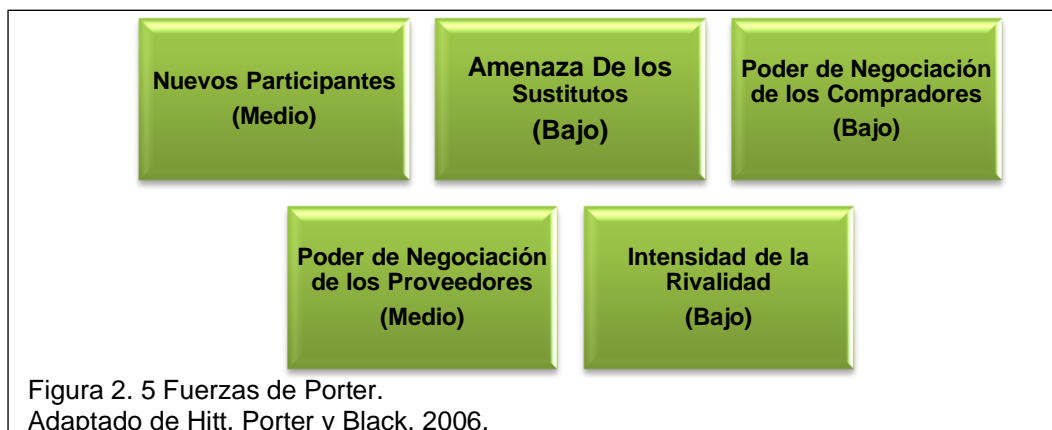 Nuevos Participantes
(Medio)
Amenaza De los
Sustitutos
(Bajo)
Poder de Negociación
de los Compradores
(Bajo)
Poder de Negociación
de los Proveedores
(Medio)
Intensidad de la
Rivalidad
(Bajo)
Figura 2. 5 Fuerzas de Porter.
Adaptado de Hitt, Porter y Black, 2006.